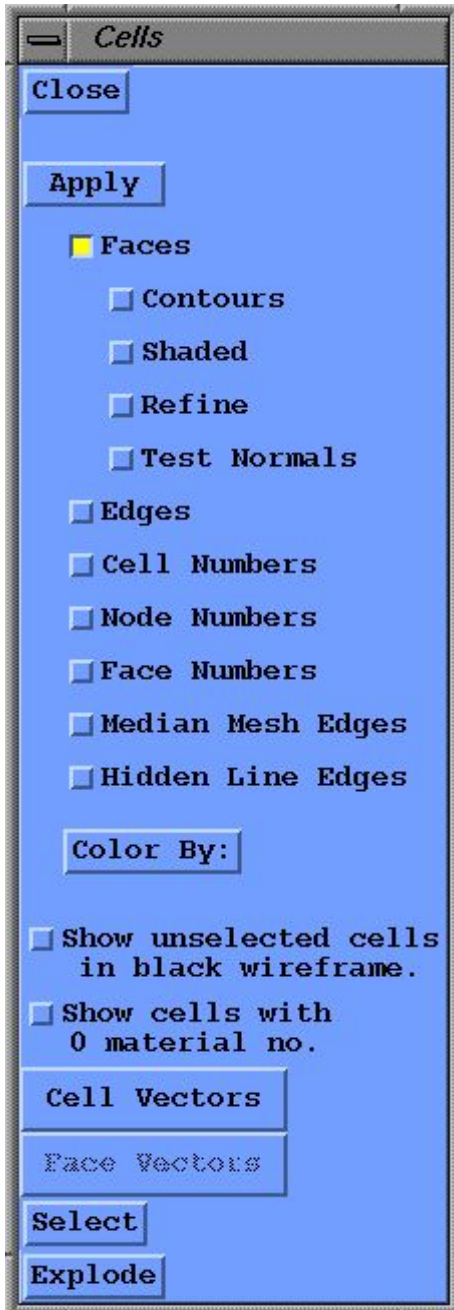 Cells
Close
Apply
Faces
Contours
Shaded
Refine
Test Normals
Edges
Cell Numbers
Node Numbers
Face Numbers
Median Mesh Edges
Hidden Line Edges
Color By:
Show unselected cells
in black wireframe.
Show cells with
0 material no.
Cell Vectors
Face Vectors
Select
Explode